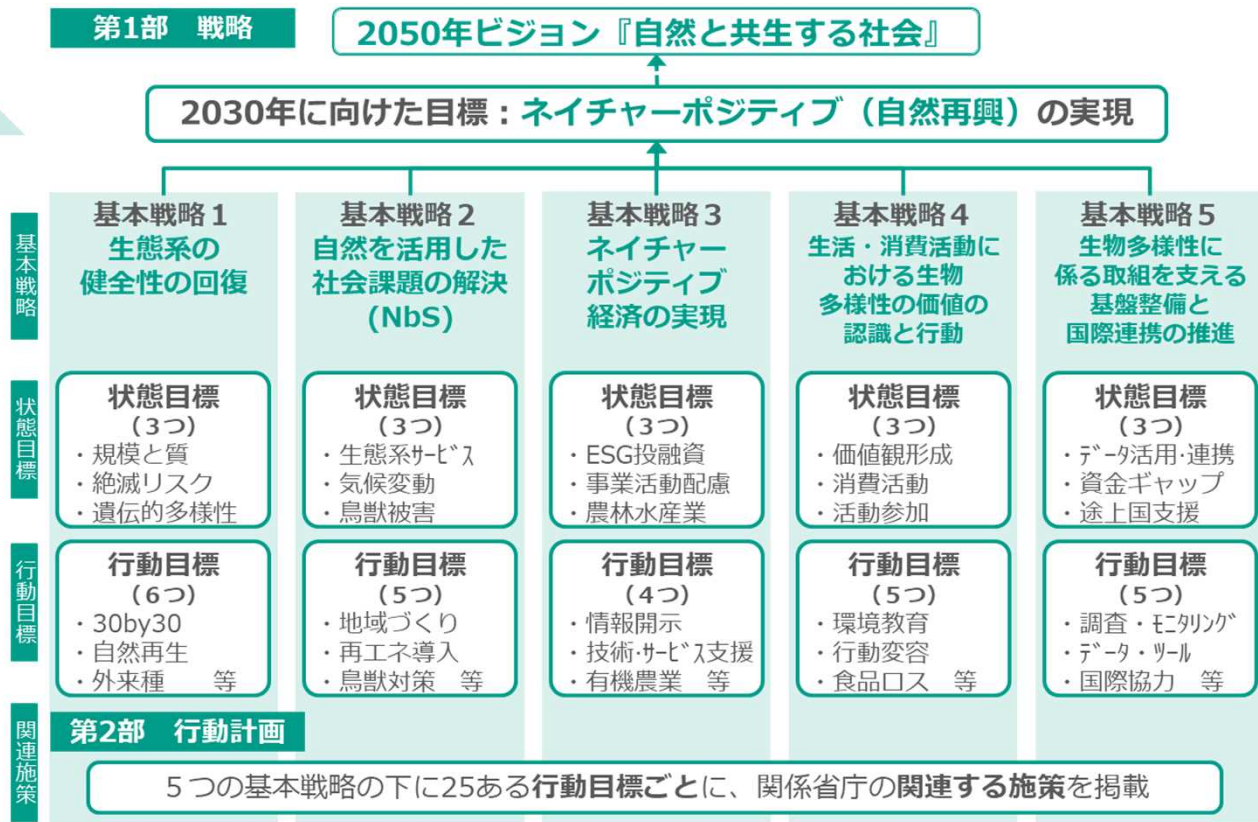 第1部　戦略
2050年ビジョン『自然と共生する社会』
2030年に向けた目標：ネイチャーポジティブ（自然再興）の実現
基本戦略
基本戦略１
生態系の
健全性の回復
基本戦略２
自然を活用した
社会課題の解決
(NbS)
基本戦略３
ネイチャー
ポジティブ
経済の実現
基本戦略４
生活・消費活動に
おける生物
多様性の価値の
認識と行動
基本戦略５
生物多様性に
係る取組を支える
基盤整備と
国際連携の推進
状態目標
状態目標
（3つ）
・規模と質
・絶滅リスク
・遺伝的多様性
状態目標
（3つ）
・生態系ｻｰﾋﾞｽ
・気候変動
・鳥獣被害
状態目標
（3つ）
・ESG投融資
・事業活動配慮
・農林水産業
状態目標
（3つ）
・価値観形成
・消費活動
・活動参加
状態目標
（3つ）
・ﾃﾞｰﾀ活用･連携
・資金ギャップ
・途上国支援
行動目標
行動目標
（6つ）
・30by30
・自然再生
・外来種　等
行動目標
（5つ）
・地域づくり
・再エネ導入
・鳥獣対策　等
行動目標
（4つ）
・情報開示
・技術･ｻｰﾋﾞｽ支援
・有機農業　等
行動目標
（5つ）
・環境教育
・行動変容
・食品ロス　等
行動目標
（5つ）
・調査・ﾓﾆﾀﾘﾝｸﾞ
・ﾃﾞｰﾀ・ﾂｰﾙ
・国際協力　等
関連施策
第2部　行動計画
５つの基本戦略の下に25ある行動目標ごとに、関係省庁の関連する施策を掲載